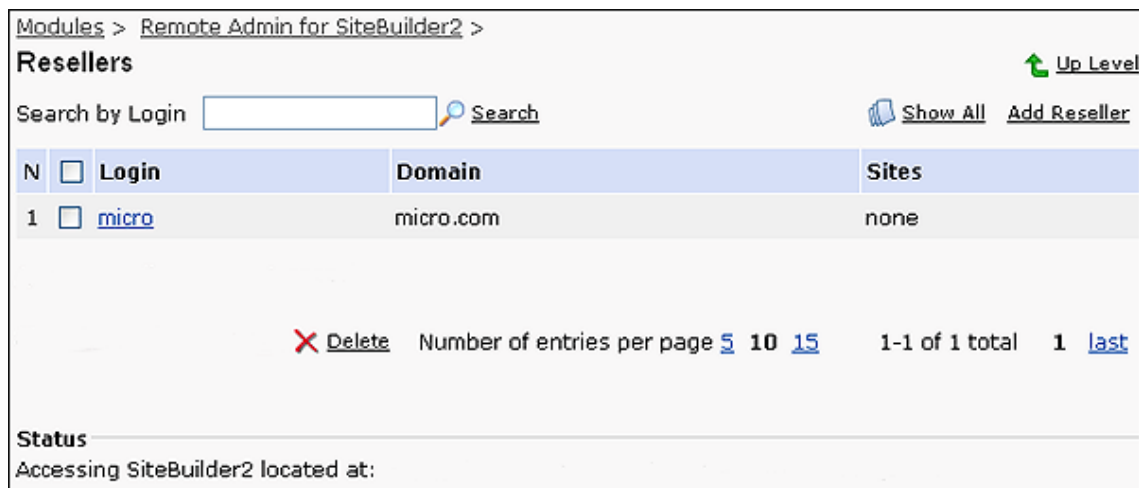 Modules > Remote Admin for SiteBuilder2 >
Resellers Up Level
Search by Login Search Show All Add Reseller
N Login Domain Sites
1 micro micro.com none
Delete Number of entries per page 5 10 15 1-1 of 1 total 1 last
Status
Accessing SiteBuilder2 located at: